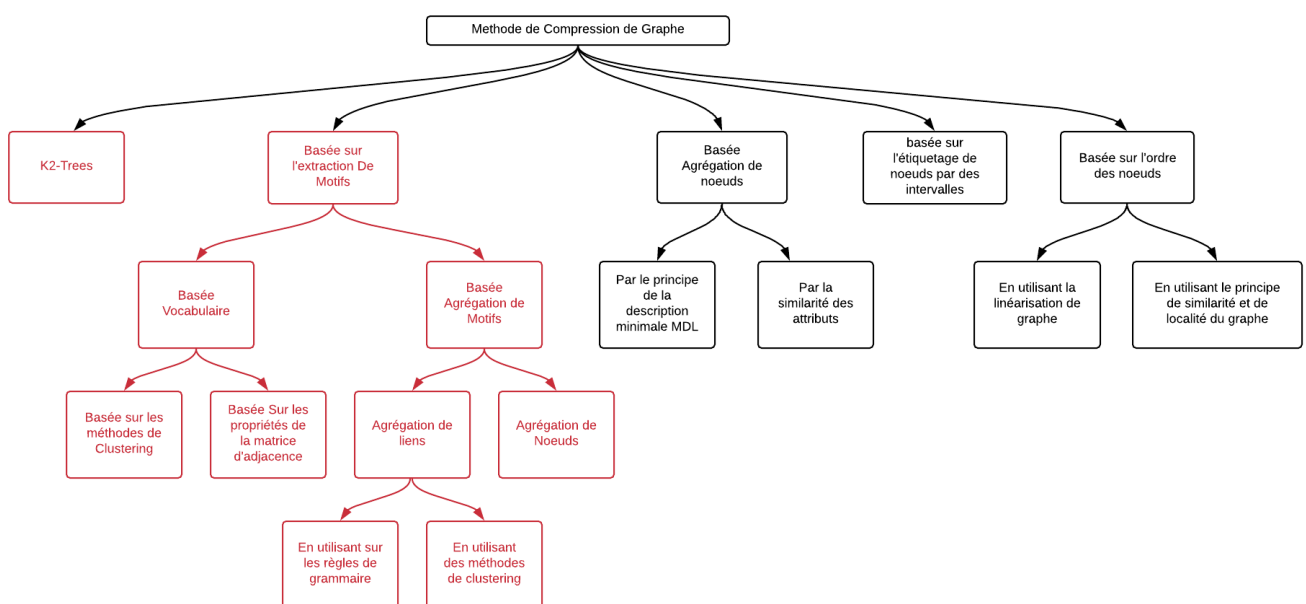 Methode de Compression de Graphe
K2-Trees
Basée sur
l'extraction De
Motifs
Basée
Agrégation de
noeuds
basée sur
l'étiquetage de
noeuds par des
intervalles
Basée sur l'ordre
des noeuds
Basée
Vocabulaire
Basée
Agrégation de
Motifs
Par le principe
de la
description
minimale MDL
Par la
similarité des
attributs
En utilisant la
linéarisation de
graphe
En utilisant le principe
de similarité et de
localité du graphe
Basée sur les
méthodes de
Clustering
Basée Sur les
propriétés de
la matrice
d'adjacence
Agrégation de
liens
Agrégation de
Noeuds
En utilisant sur
les règles de
grammaire
En utilisant
des méthodes
de clustering